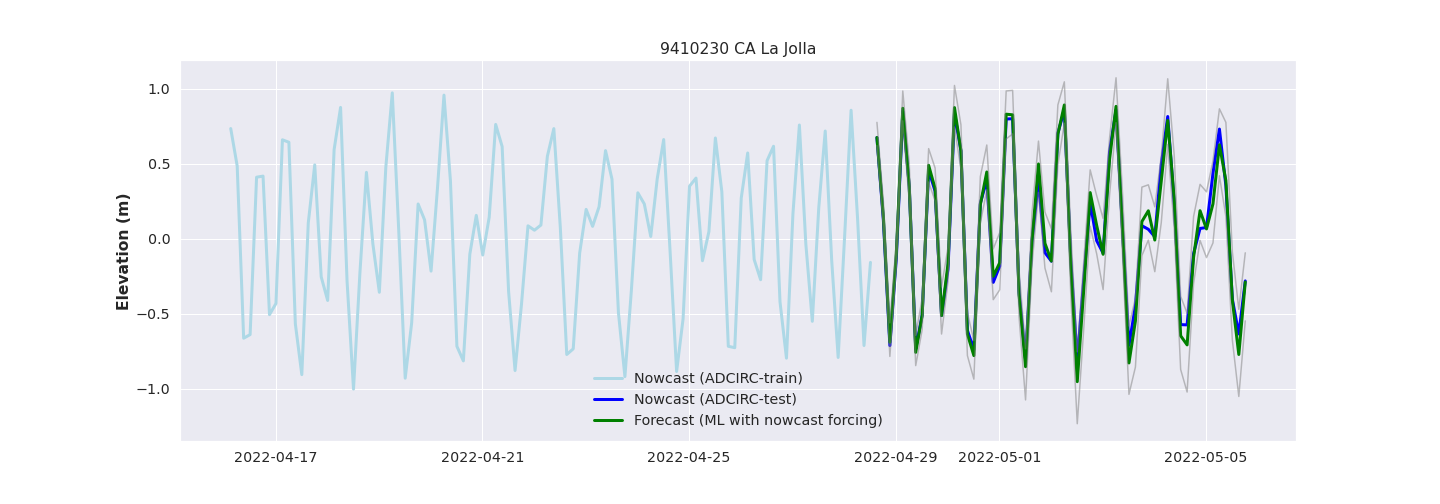 9410230 CA La Jolla
1.0
0.5
0.0
−0.5
−1.0
Elevation (m)
Nowcast (ADCIRC-train)
Nowcast (ADCIRC-test)
Forecast (ML with nowcast forcing)
2022-04-17 2022-04-21 2022-04-25 2022-04-29 2022-05-01 2022-05-05